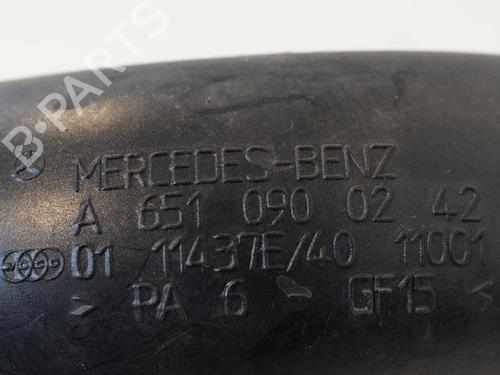 B-PARTS
MERCEDES-BENZ
A 651 090 02 42
01 11437E/40 11001
> PA 6 - GF15 <